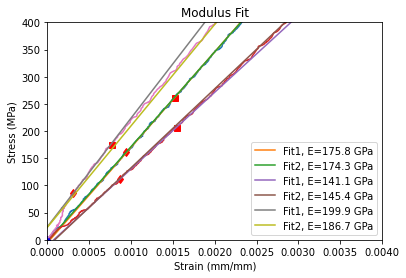 Modulus Fit
Stress (MPa)
400
350
300
250
200
150
100
50
0
Fit1, E=175.8 GPa
Fit2, E=174.3 GPa
Fit1, E=141.1 GPa
Fit2, E=145.4 GPa
Fit1, E=199.9 GPa
Fit2, E=186.7 GPa
0.0000 0.0005 0.0010 0.0015 0.0020 0.0025 0.0030 0.0035 0.0040
Strain (mm/mm)